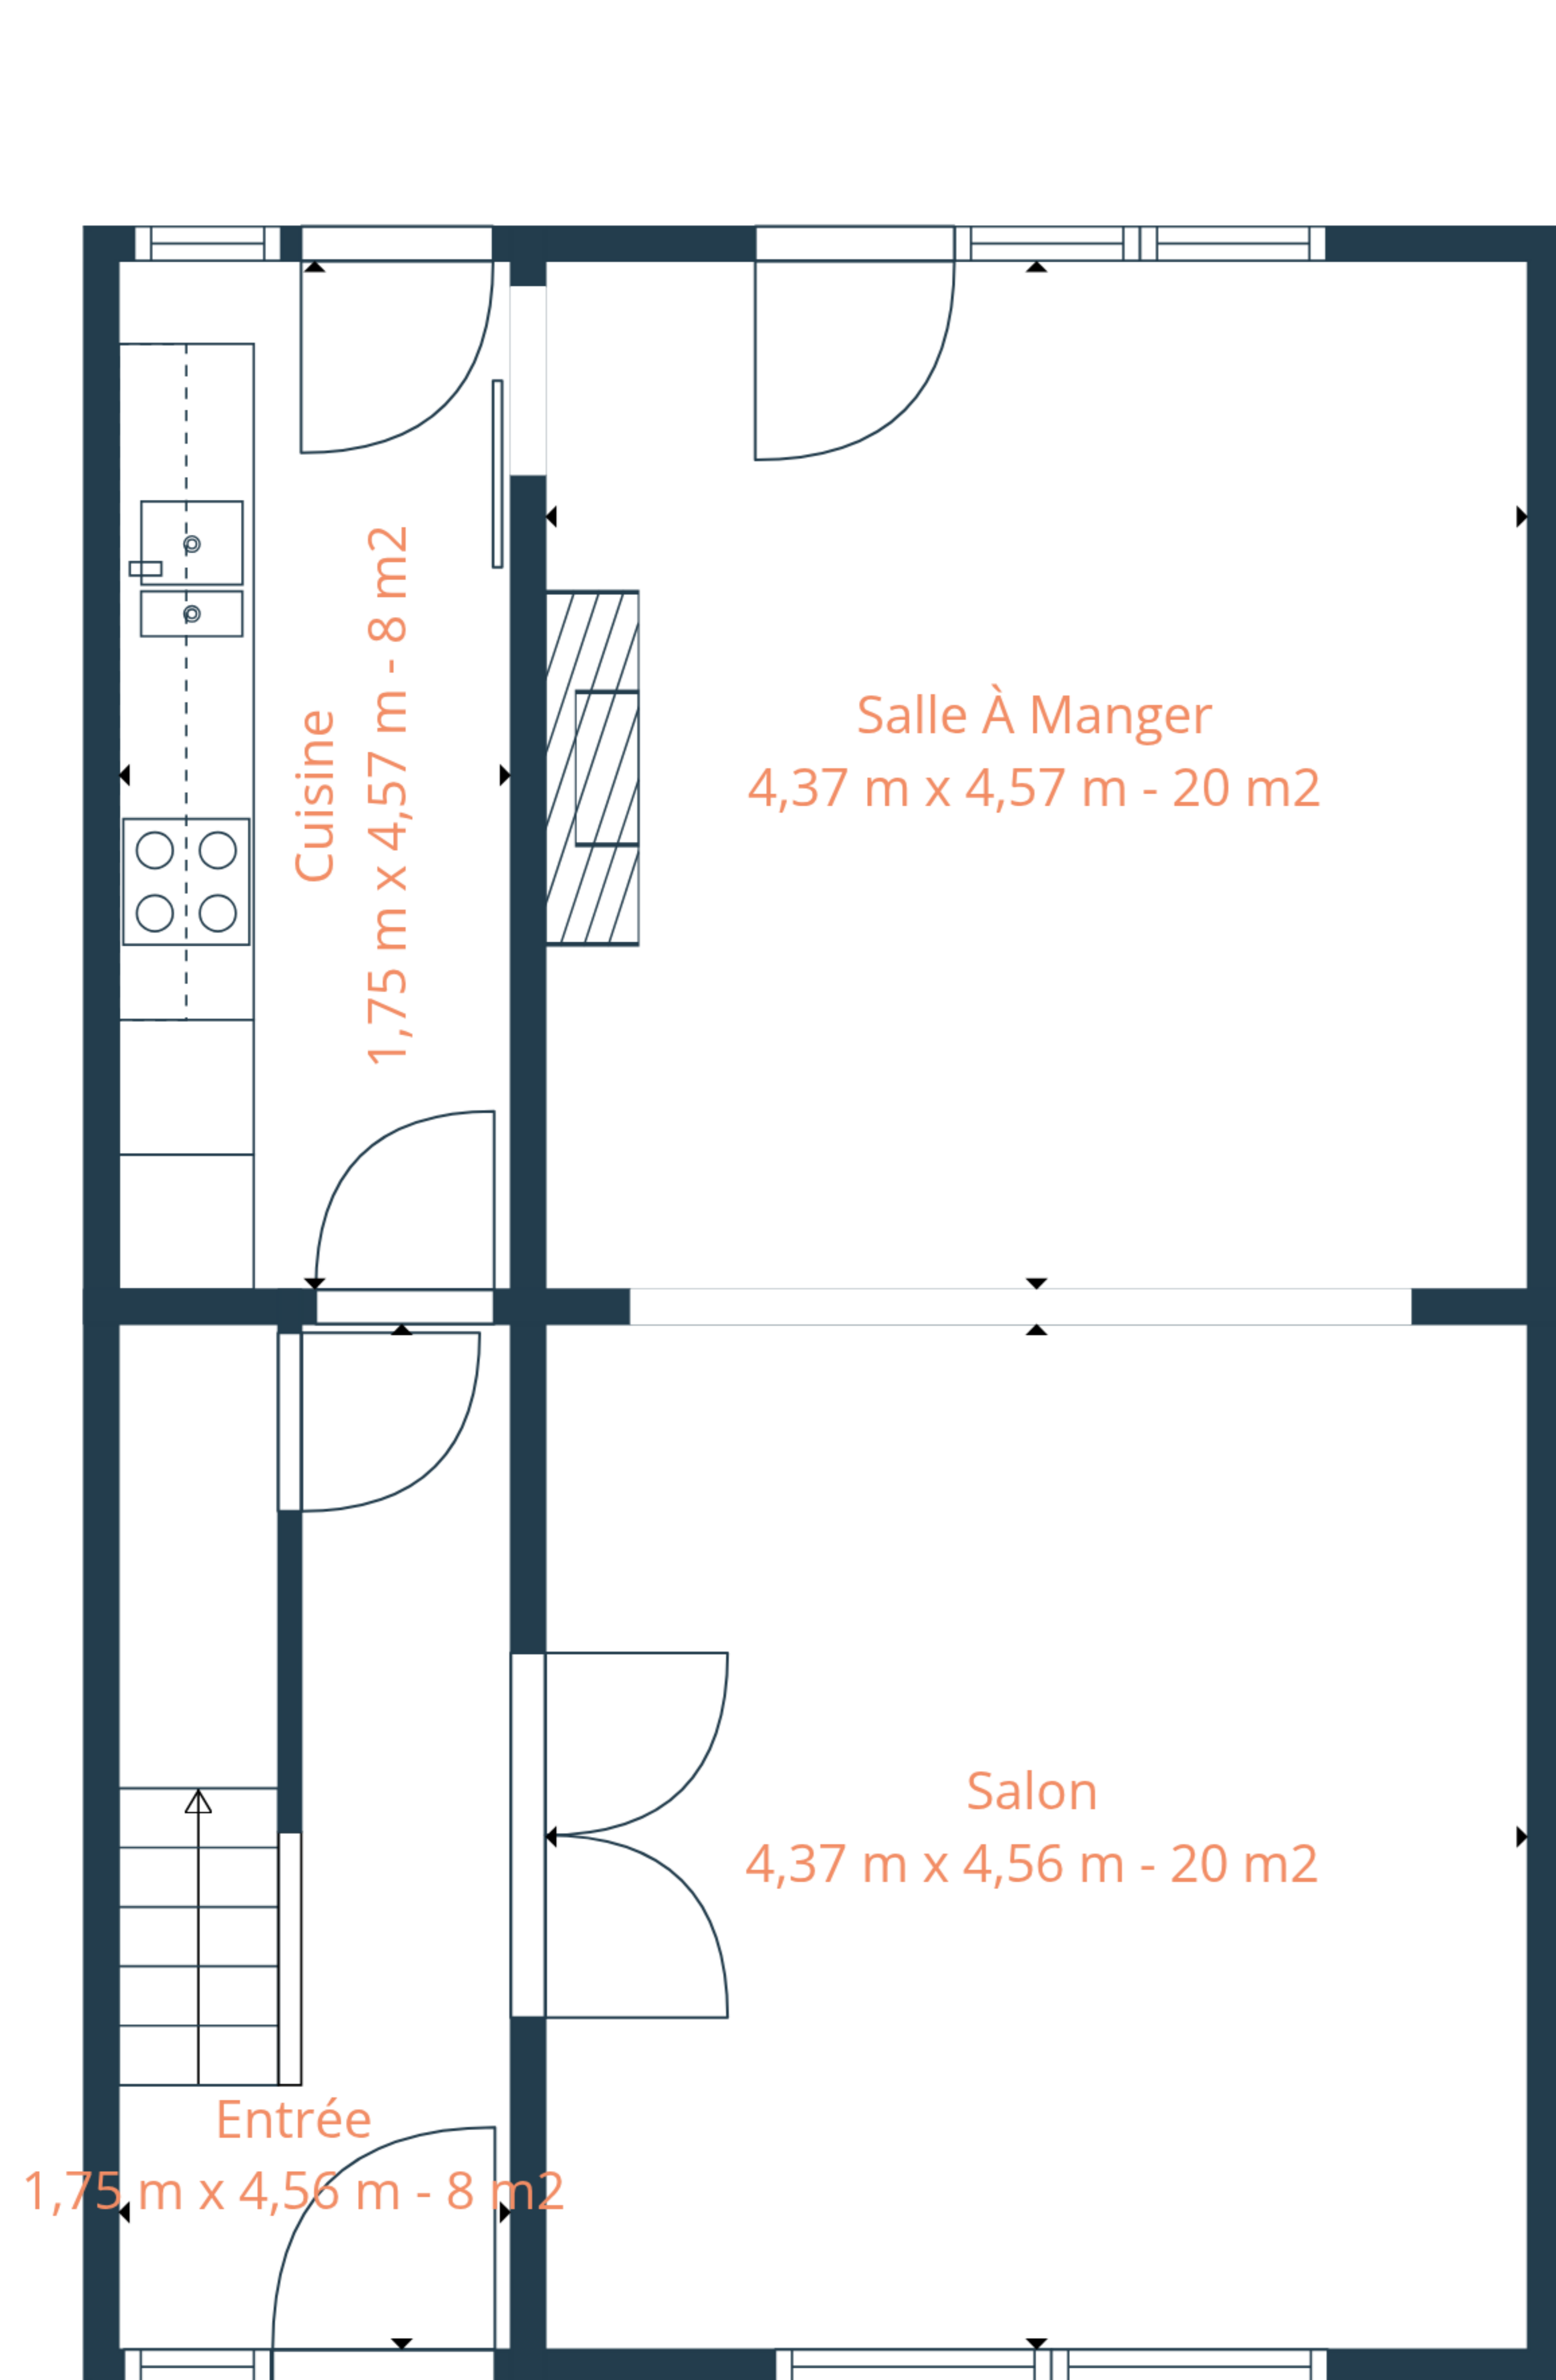 Cuisine
1,75 m x 4,57 m - 8 m2
Salle À Manger
4,37 m x 4,57 m - 20 m2
Salon
4,37 m x 4,56 m - 20 m2
Entrée
1,75 m x 4,56 m - 8 m2